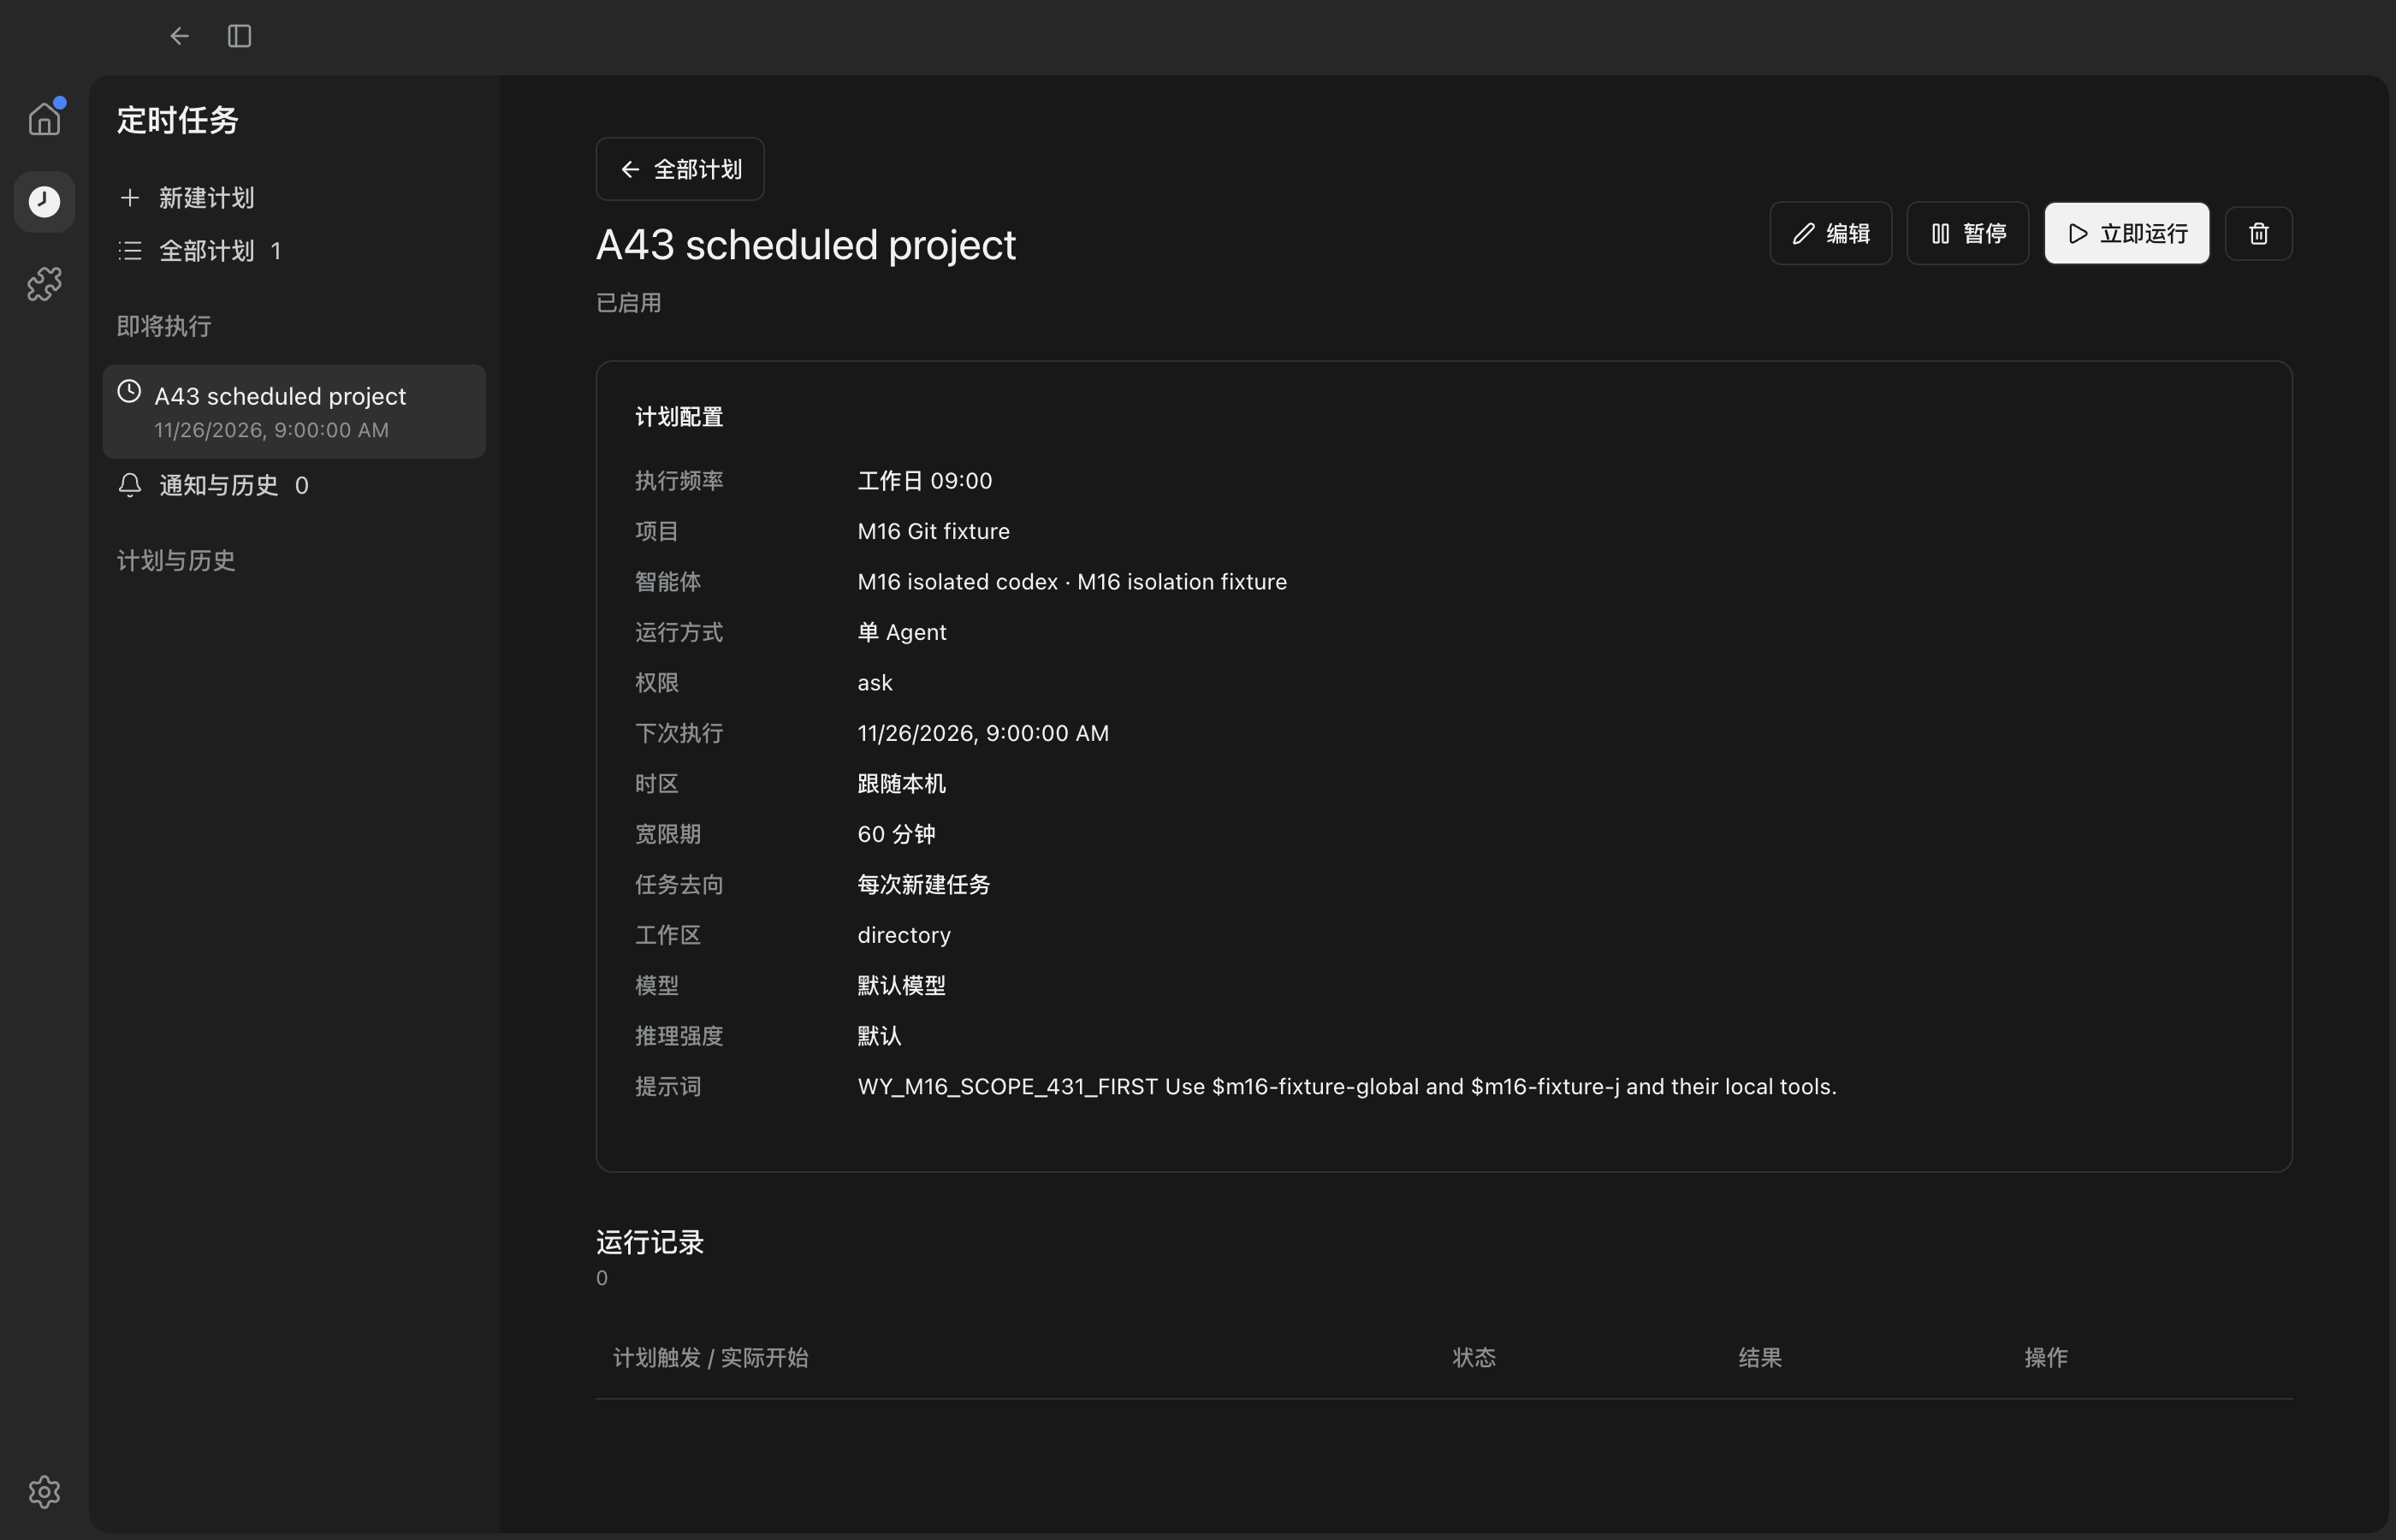 定时任务
新建计划
全部计划 1
即将执行
A43 scheduled project
11/26/2026, 9:00:00 AM
通知与历史 0
计划与历史
全部计划
A43 scheduled project
已启用
编辑
暂停
立即运行
计划配置
执行频率 工作日 09:00
项目 M16 Git fixture
智能体 M16 isolated codex · M16 isolation fixture
运行方式 单 Agent
权限 ask
下次执行 11/26/2026, 9:00:00 AM
时区 跟随本机
宽限期 60 分钟
任务去向 每次新建任务
工作区 directory
模型 默认模型
推理强度 默认
提示词 WY_M16_SCOPE_431_FIRST Use $m16-fixture-global and $m16-fixture-j and their local tools.
运行记录
0
计划触发 / 实际开始 状态 结果 操作